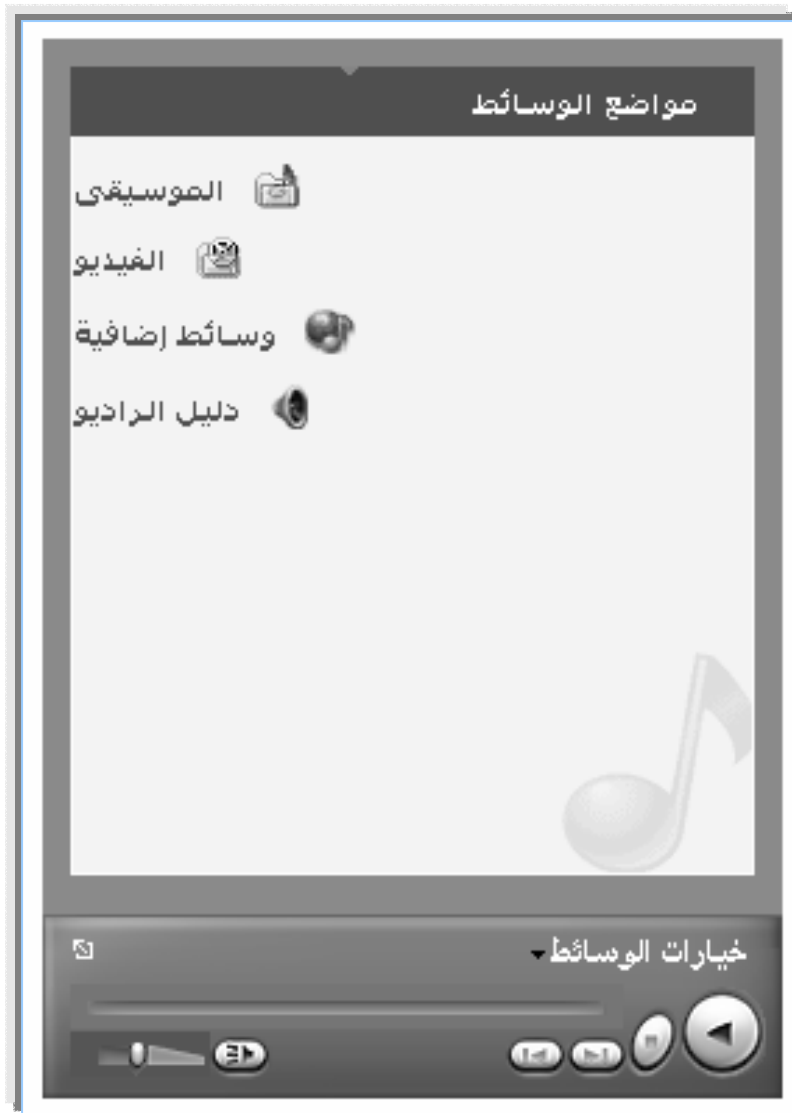 مواضع الوسائط
الموسيقى
الفيديو
وسائط إضافية
دليل الراديو
خيارات الوسائط